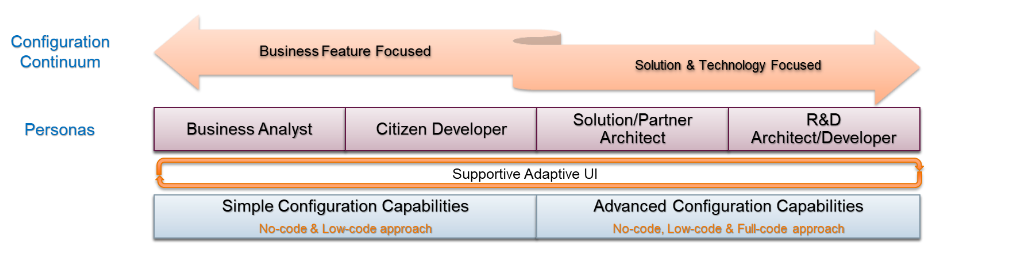 Configuration
Continuum
Business Feature Focused
Solution & Technology Focused
Personas
Business Analyst
Citizen Developer
Solution/Partner
Architect
R&D
Architect/Developer
Supportive Adaptive UI
Simple Configuration Capabilities
No-code & Low-code approach
Advanced Configuration Capabilities
No-code, Low-code & Full-code approach